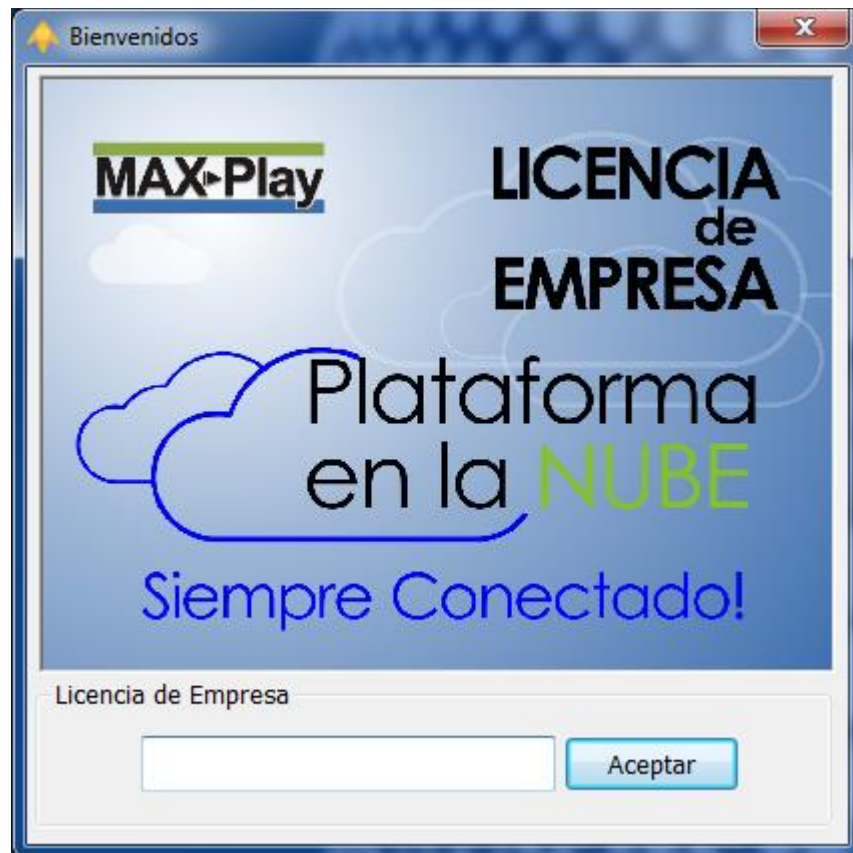 Bienvenidos
MAX-Play
LICENCIA
de
EMPRESA
Plataforma
en la NUBE
Siempre Conectado!
Licencia de Empresa
Aceptar